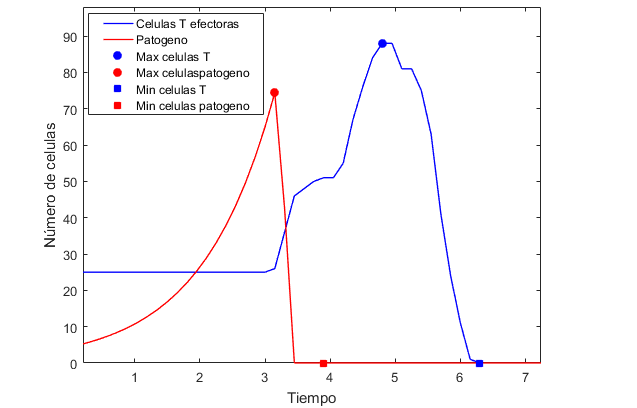 Celulas T efectoras
Patogeno
Max celulas T
Max celulaspatogeno
Min celulas T
Min celulas patogeno
Número de celulas
90
80
70
60
50
40
30
20
10
0
1 2 3 4 5 6 7
Tiempo